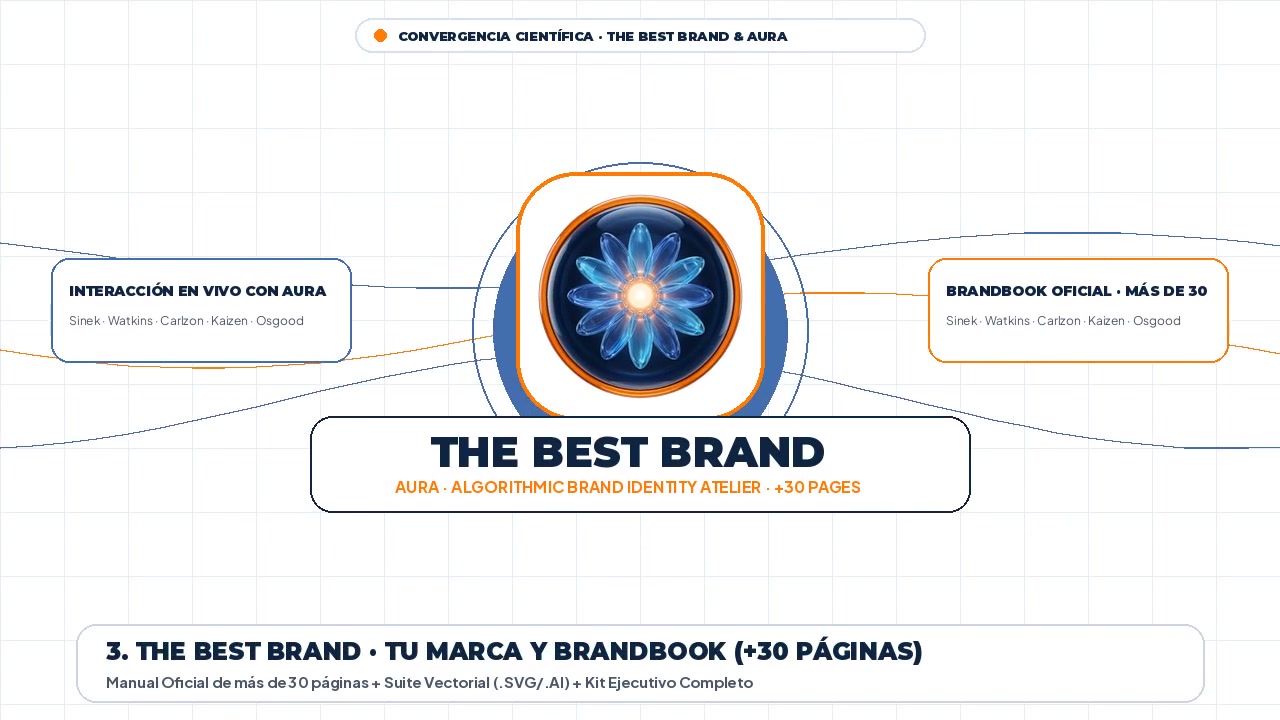 CONVERGENCIA CIENTÍFICA · THE BEST BRAND & AURA
INTERACCIÓN EN VIVO CON AURA
Sinek · Watkins · Carlzon · Kaizen · Osgood
BRANDBOOK OFICIAL · MÁS DE 30
Sinek · Watkins · Carlzon · Kaizen · Osgood
THE BEST BRAND
AURA · ALGORITHMIC BRAND IDENTITY ATELIER · +30 PAGES
3. THE BEST BRAND · TU MARCA Y BRANDBOOK (+30 PÁGINAS)
Manual Oficial de más de 30 páginas + Suite Vectorial (.SVG/.AI) + Kit Ejecutivo Completo